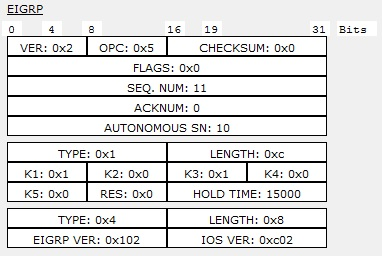 EIGRP
0 4 8 16 19 31 Bits
VER: 0x2 OPC: 0x5 CHECKSUM: 0x0
FLAGS: 0x0
SEQ. NUM: 11
ACKNUM: 0
AUTONOMOUS SN: 10
TYPE: 0x1 LENGTH: 0xc
K1: 0x1 K2: 0x0 K3: 0x1 K4: 0x0
K5: 0x0 RES: 0x0 HOLD TIME: 15000
TYPE: 0x4 LENGTH: 0x8
EIGRP VER: 0x102 IOS VER: 0xc02